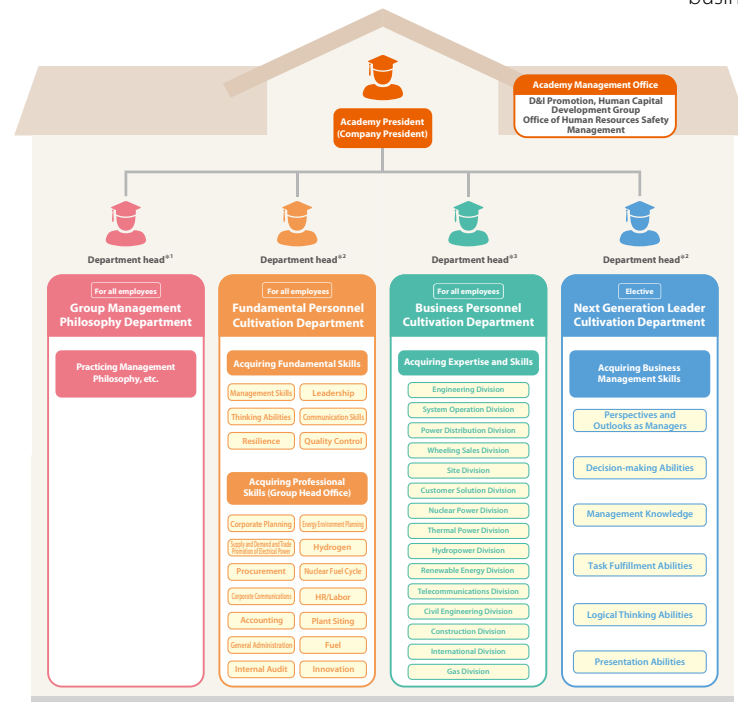 busin
Academy President
(Company President)
Academy Management Office
D&I Promotion, Human Capital
Development Group
Office of Human Resources Safety
Management
Department head※1
Department head※2
Department head※3
Department head※2
For all employees
Group Management
Philosophy Department
Practicing Management
Philosophy, etc.
For all employees
Fundamental Personnel
Cultivation Department
Acquiring Fundamental Skills
Management Skills
Leadership
Thinking Abilities
Communication Skills
Resilience
Quality Control
Acquiring Professional
Skills (Group Head Office)
Corporate Planning
Energy Environment Planning
Supply and Demand and Trade
Promotion of Electrical Power
Hydrogen
Procurement
Nuclear Fuel Cycle
Corporate Communications
HR/Labor
Accounting
Plant Siting
General Administration
Fuel
Internal Audit
Innovation
For all employees
Business Personnel
Cultivation Department
Acquiring Expertise and Skills
Engineering Division
System Operation Division
Power Distribution Division
Wheeling Sales Division
Site Division
Customer Solution Division
Nuclear Power Division
Thermal Power Division
Hydropower Division
Renewable Energy Division
Telecommunications Division
Civil Engineering Division
Construction Division
International Division
Gas Division
Elective
Next Generation Leader
Cultivation Department
Acquiring Business
Management Skills
Perspectives and
Outlooks as Managers
Decision-making Abilities
Management Knowledge
Task Fulfillment Abilities
Logical Thinking Abilities
Presentation Abilities